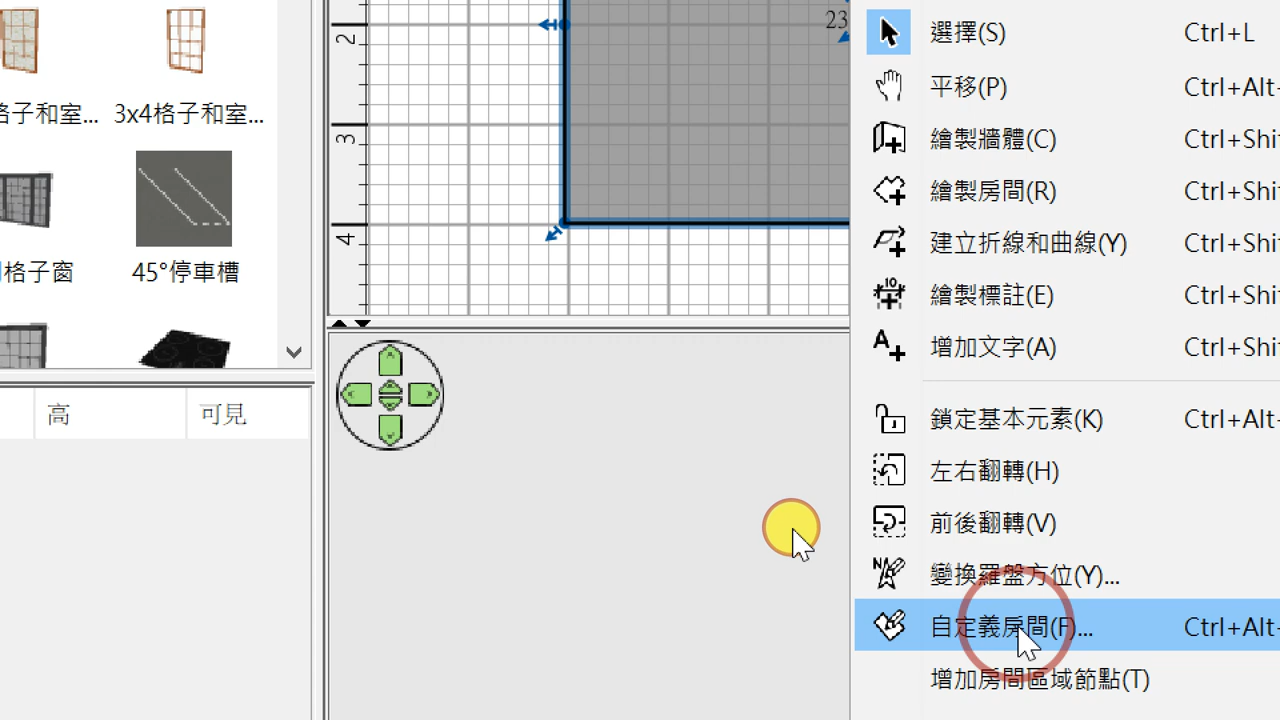 格子和室...
3x4格子和室...
格子窗
45°停車槽
高
可見
2
3
4
23
選擇(S) Ctrl+L
平移(P) Ctrl+Alt-
繪製牆體(C) Ctrl+Shi
繪製房間(R) Ctrl+Shi
建立折線和曲線(Y) Ctrl+Shi
繪製標註(E) Ctrl+Shi
增加文字(A) Ctrl+Shi
鎖定基本元素(K) Ctrl+Alt-
左右翻轉(H)
前後翻轉(V)
變換羅盤方位(Y)...
自定義房間(F)... Ctrl+Alt-
增加房間區域節點(T)